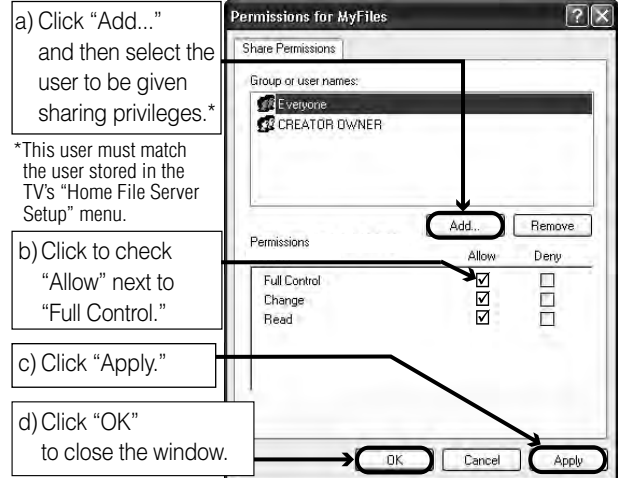 a) Click “Add...”
and then select the
user to be given
sharing privileges.*
*This user must match
the user stored in the
TV’s “Home File Server
Setup” menu.
b) Click to check
“Allow” next to
“Full Control.”
c) Click “Apply.”
d) Click “OK”
to close the window.
Permissions for MyFiles
Share Permissions
Group or user names:
Everyone
CREATOR OWNER
Add...
Remove
Permissions
Allow
Deny
Full Control
Change
Read
OK
Cancel
Apply